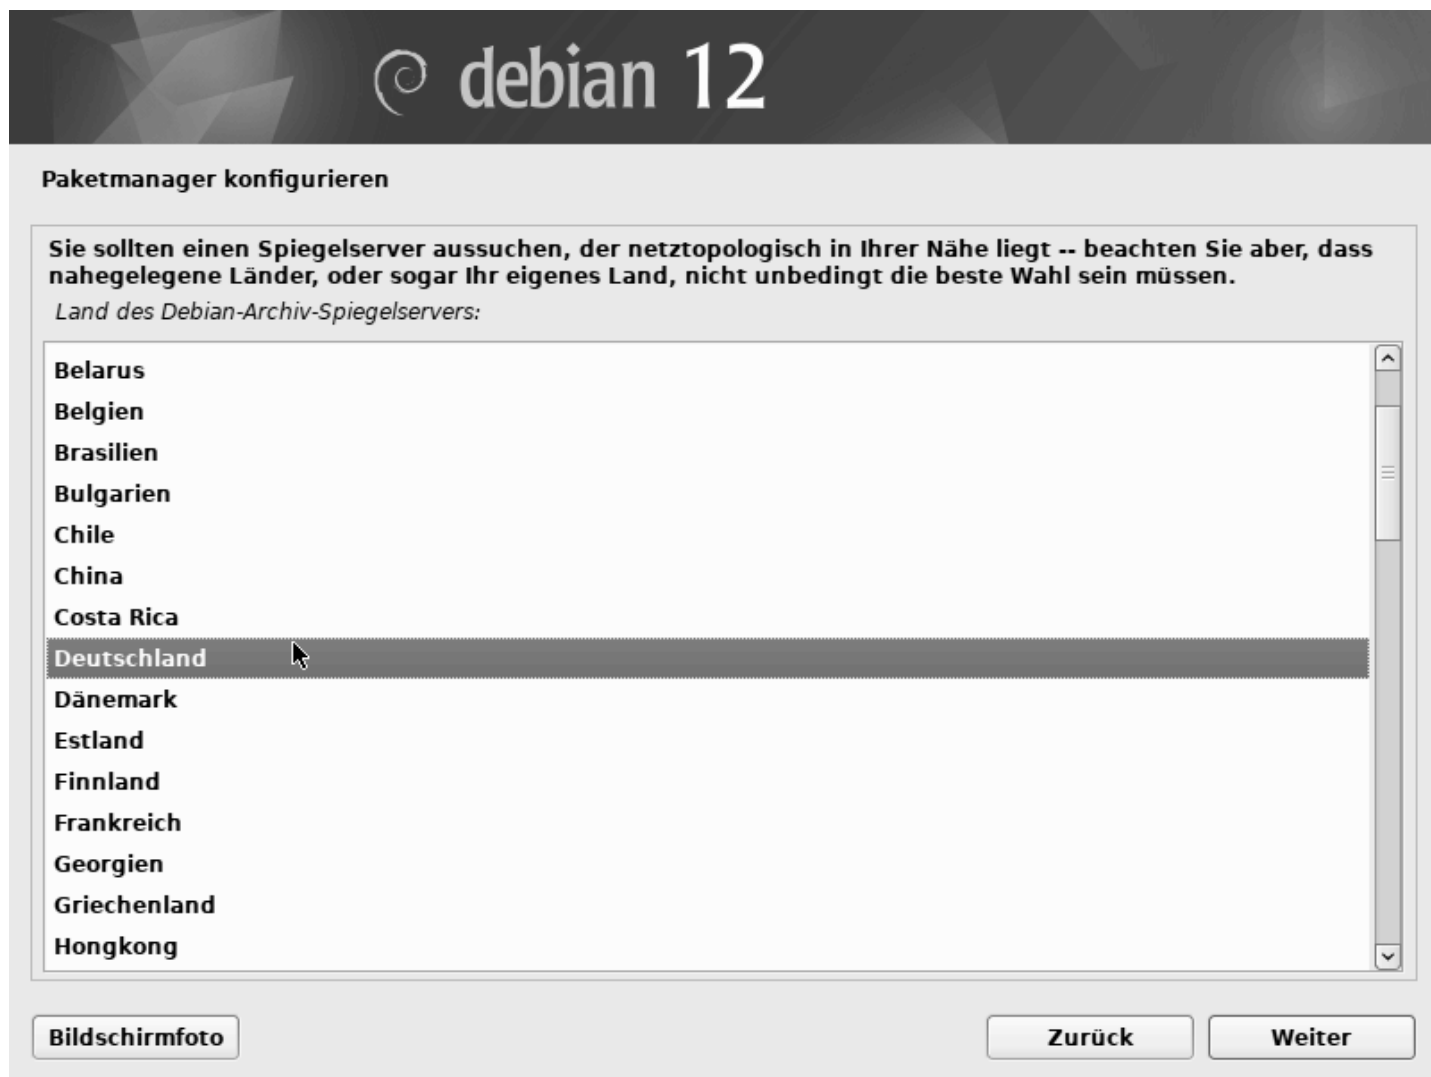 debian 12
Paketmanager konfigurieren
Sie sollten einen Spiegelserver aussuchen, der netztopologisch in Ihrer Nähe liegt -- beachten Sie aber, dass
nahegelegene Länder, oder sogar Ihr eigenes Land, nicht unbedingt die beste Wahl sein müssen.
Land des Debian-Archiv-Spiegelservers:
Belarus
Belgien
Brasilien
Bulgarien
Chile
China
Costa Rica
Deutschland
Dänemark
Estland
Finnland
Frankreich
Georgien
Griechenland
Hongkong
Bildschirmfoto
Zurück
Weiter